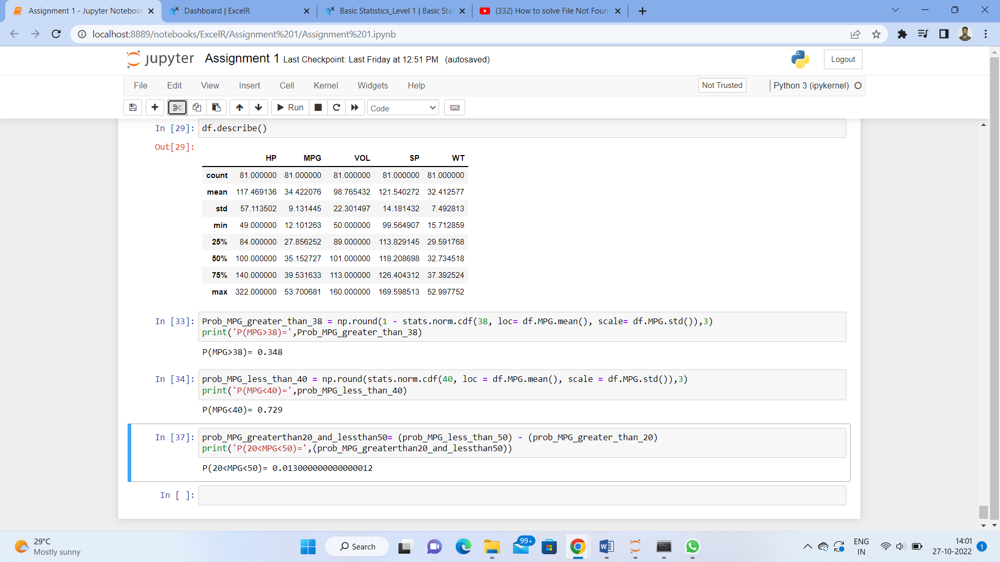 Assignment 1 - Jupyter Notebook
Dashboard | ExcelR
Basic Statistics_Level 1 | Basic Sta
(332) How to solve File Not Foun
localhost:8889/notebooks/ExcelR/Assignment%201/Assignment%201.ipynb
jupyter Assignment 1 Last Checkpoint: Last Friday at 12:51 PM (autosaved)
Logout
File Edit View Insert Cell Kernel Widgets Help
Not Trusted
Python 3 (ipykernel)
Run
Code
In [29]: df.describe()
Out[29]:
HP MPG VOL SP WT
count 81.000000 81.000000 81.000000 81.000000 81.000000
mean 117.469136 34.422076 98.765432 121.540272 32.412577
std 57.113502 9.131445 22.301497 14.181432 7.492813
min 49.000000 12.101263 50.000000 99.564907 15.712859
25% 84.000000 27.856252 89.000000 113.829145 29.591768
50% 100.000000 35.152727 101.000000 118.208698 32.734518
75% 140.000000 39.531633 113.000000 126.404312 37.392524
max 322.000000 53.700681 160.000000 169.598513 52.997752
In [33]: Prob_MPG_greater_than_38 = np.round(1 - stats.norm.cdf(38, loc= df.MPG.mean(), scale= df.MPG.std()),3)
print('P(MPG>38)=',Prob_MPG_greater_than_38)
P(MPG>38)= 0.348
In [34]: prob_MPG_less_than_40 = np.round(stats.norm.cdf(40, loc = df.MPG.mean(), scale = df.MPG.std()),3)
print('P(MPG<40)=',prob_MPG_less_than_40)
P(MPG<40)= 0.729
In [37]: prob_MPG_greaterthan20_and_lessthan50= (prob_MPG_less_than_50) - (prob_MPG_greater_than_20)
print('P(20<MPG<50)=',(prob_MPG_greaterthan20_and_lessthan50))
P(20<MPG<50)= 0.013000000000000012
In [ ]:
29°C
Mostly sunny
Search
99+
ENG
IN
14:01
27-10-2022
1